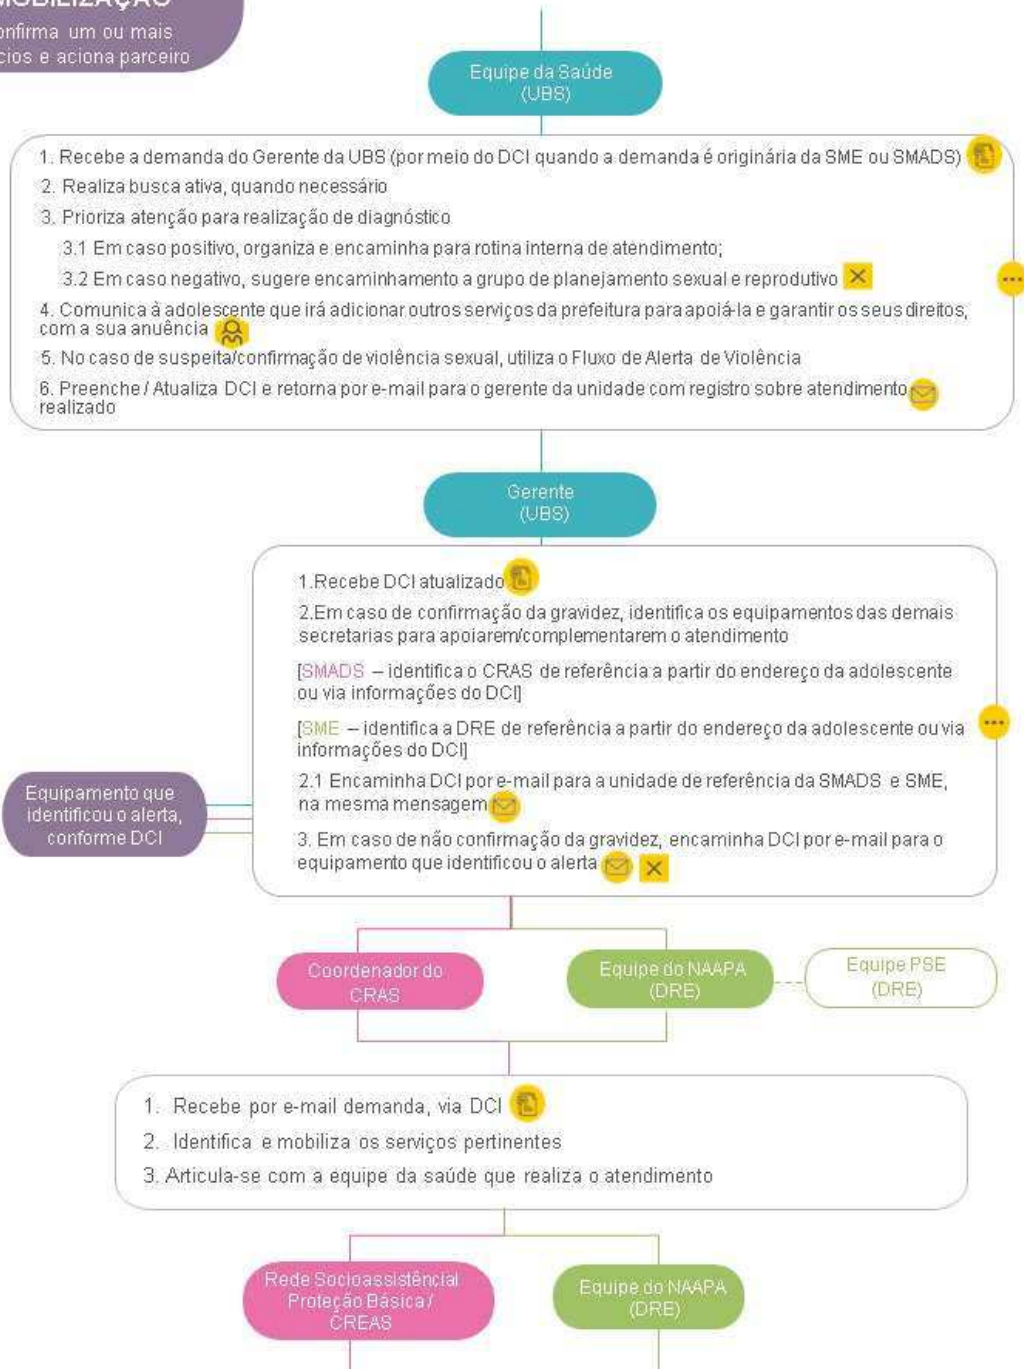 onfirma um ou mais
cios e aciona parceiro
Equipe da Saúde
(UBS)
1. Recebe a demanda do Gerente da UBS (por meio do DCI quando a demanda é originária da SME ou SMADS)
2. Realiza busca ativa, quando necessário
3. Prioriza atenção para realização de diagnóstico
3.1 Em caso positivo, organiza e encaminha para rotina interna de atendimento;
3.2 Em caso negativo, sugere encaminhamento a grupo de planejamento sexual e reprodutivo
4. Comunica à adolescente que irá adicionar outros serviços da prefeitura para apoiá-la e garantir os seus direitos,
com a sua anuência
5. No caso de suspeita/confirmação de violência sexual, utiliza o Fluxo de Alerta de Violência
6. Preenche / Atualiza DCI e retorna por e-mail para o gerente da unidade com registro sobre atendimento
realizado
Gerente
(UBS)
1.Recebe DCI atualizado
2.Em caso de confirmação da gravidez, identifica os equipamentos das demais
secretarias para apoiarem/complementarem o atendimento
[SMADS – identifica o CRAS de referência a partir do endereço da adolescente
ou via informações do DCI]
[SME – identifica a DRE de referência a partir do endereço da adolescente ou via
informações do DCI]
2.1 Encaminha DCI por e-mail para a unidade de referência da SMADS e SME,
na mesma mensagem
3. Em caso de não confirmação da gravidez, encaminha DCI por e-mail para o
equipamento que identificou o alerta
Equipamento que
identificou o alerta,
conforme DCI
Coordenador do
CRAS
Equipe do NAAPA
(DRE)
Equipe PSE
(DRE)
1. Recebe por e-mail demanda, via DCI
2. Identifica e mobiliza os serviços pertinentes
3. Articula-se com a equipe da saúde que realiza o atendimento
Rede Socioassistêncial
Proteção Básica /
CREAS
Equipe do NAAPA
(DRE)